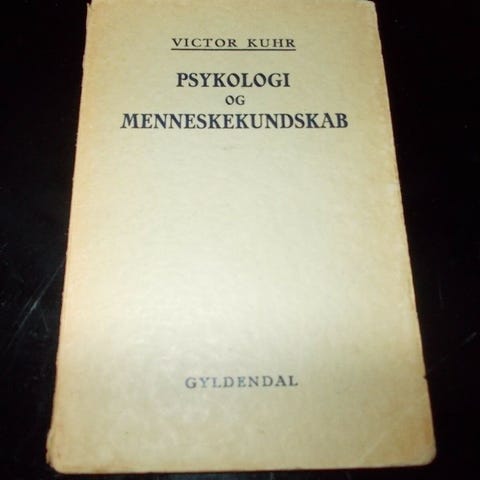 VICTOR KUHR
PSYKOLOGI
OG
MENNESKEKUNDSKAB
GYLDENDAL